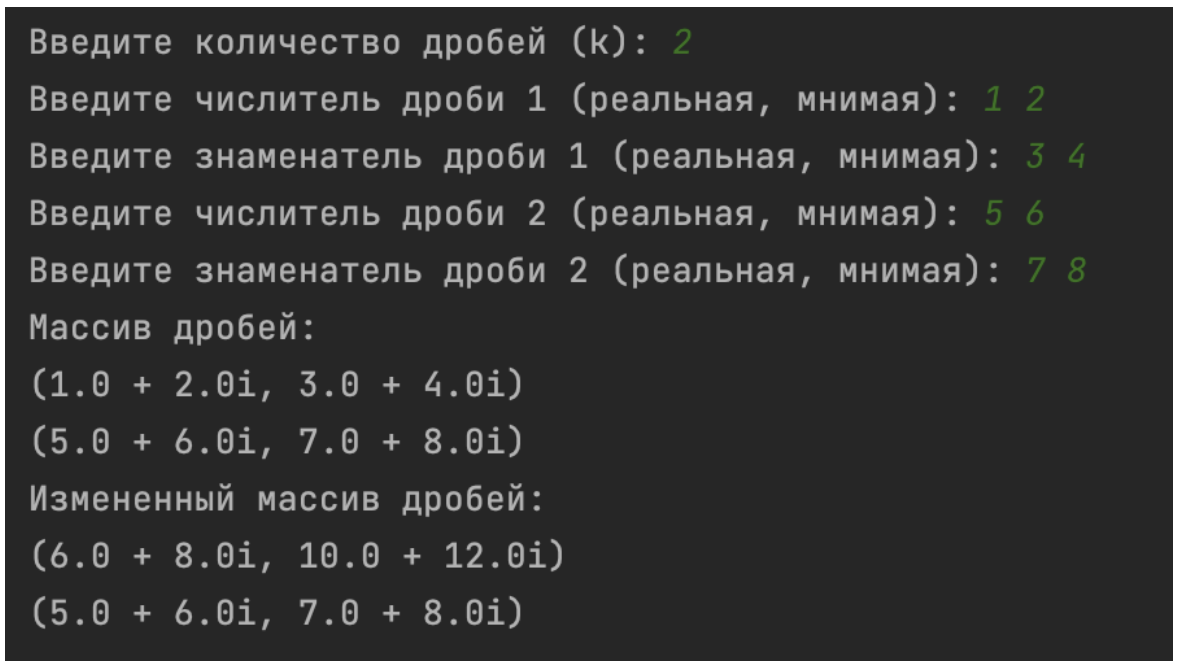 Введите количество дробей (k): 2
Введите числитель дроби 1 (реальная, мнимая): 1 2
Введите знаменатель дроби 1 (реальная, мнимая): 3 4
Введите числитель дроби 2 (реальная, мнимая): 5 6
Введите знаменатель дроби 2 (реальная, мнимая): 7 8
Массив дробей:
(1.0 + 2.0i, 3.0 + 4.0i)
(5.0 + 6.0i, 7.0 + 8.0i)
Измененный массив дробей:
(6.0 + 8.0i, 10.0 + 12.0i)
(5.0 + 6.0i, 7.0 + 8.0i)